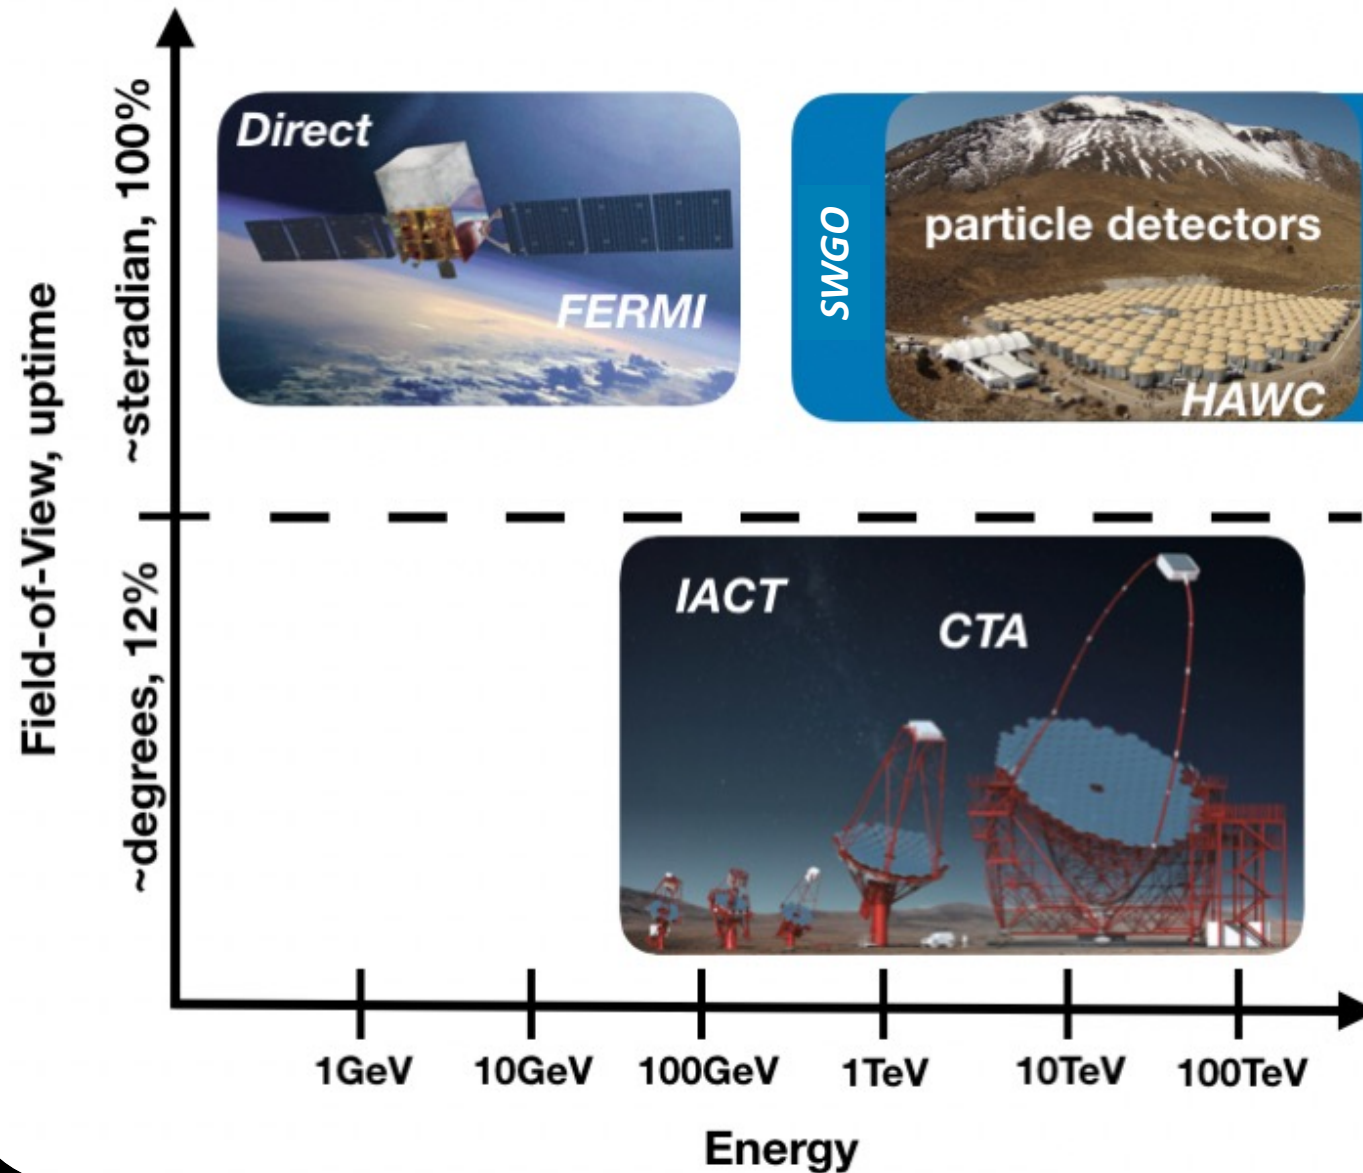 Field-of-View, uptime
~steradian, 100%
~degrees, 12%
Direct
FERMI
SWGO
particle detectors
HAWC
IACT
CTA
1GeV
10GeV
100GeV
1TeV
10TeV
100TeV
Energy